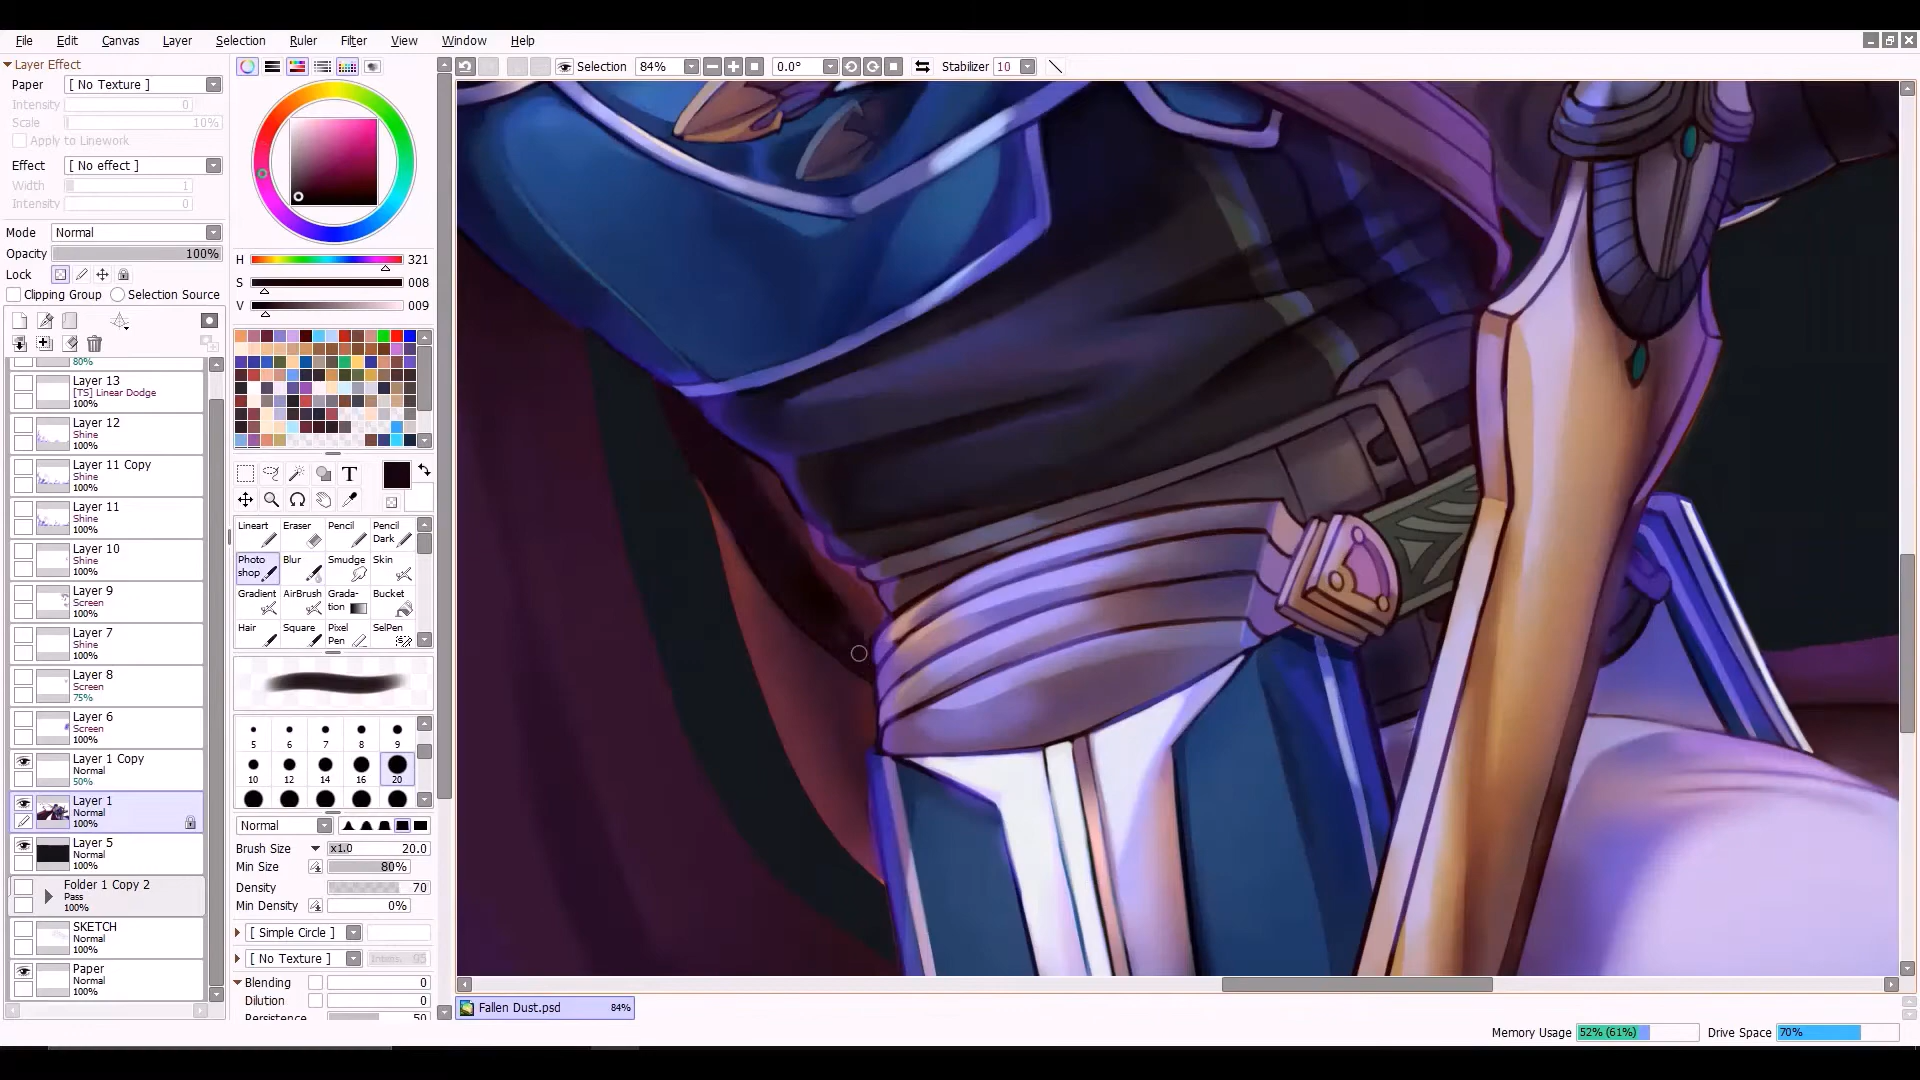 File Edit Canvas Layer Selection Ruler Filter View Window Help
Layer Effect
Paper [ No Texture ]
Intensity 0
Scale 10%
Apply to Linework
Effect [ No effect ]
Width 1
Intensity 0
Mode Normal
Opacity 100%
Lock
Clipping Group Selection Source
80%
Layer 13
[TS] Linear Dodge
100%
Layer 12
Shine
100%
Layer 11 Copy
Shine
100%
Layer 11
Shine
100%
Layer 10
100%
Layer 9
Screen
100%
Layer 7
Shine
100%
Layer 8
Screen
75%
Layer 6
Screen
100%
Layer 1 Copy
Normal
50%
Layer 1
Normal
100%
Layer 5
Normal
100%
Folder 1 Copy 2
Pass
100%
SKETCH
Normal
100%
Paper
Normal
100%
H 321
S 008
V 009
T
Lineart Eraser Pencil Pencil Dark
Photo shop Blur Smudge Skin
Gradient AirBrush Grada-tion Bucket
Hair Square Pixel Pen SelPen
5 6 7 8 9
10 12 14 16 20
Normal
Brush Size x1.0 20.0
Min Size 80%
Density 70
Min Density 0%
[ Simple Circle ]
[ No Texture ]
Blending 0
Dilution 0
Persistence 50
Selection 84% 0.0° Stabilizer 10
Fallen Dust.psd 84%
Memory Usage 52% (61%) Drive Space 70%